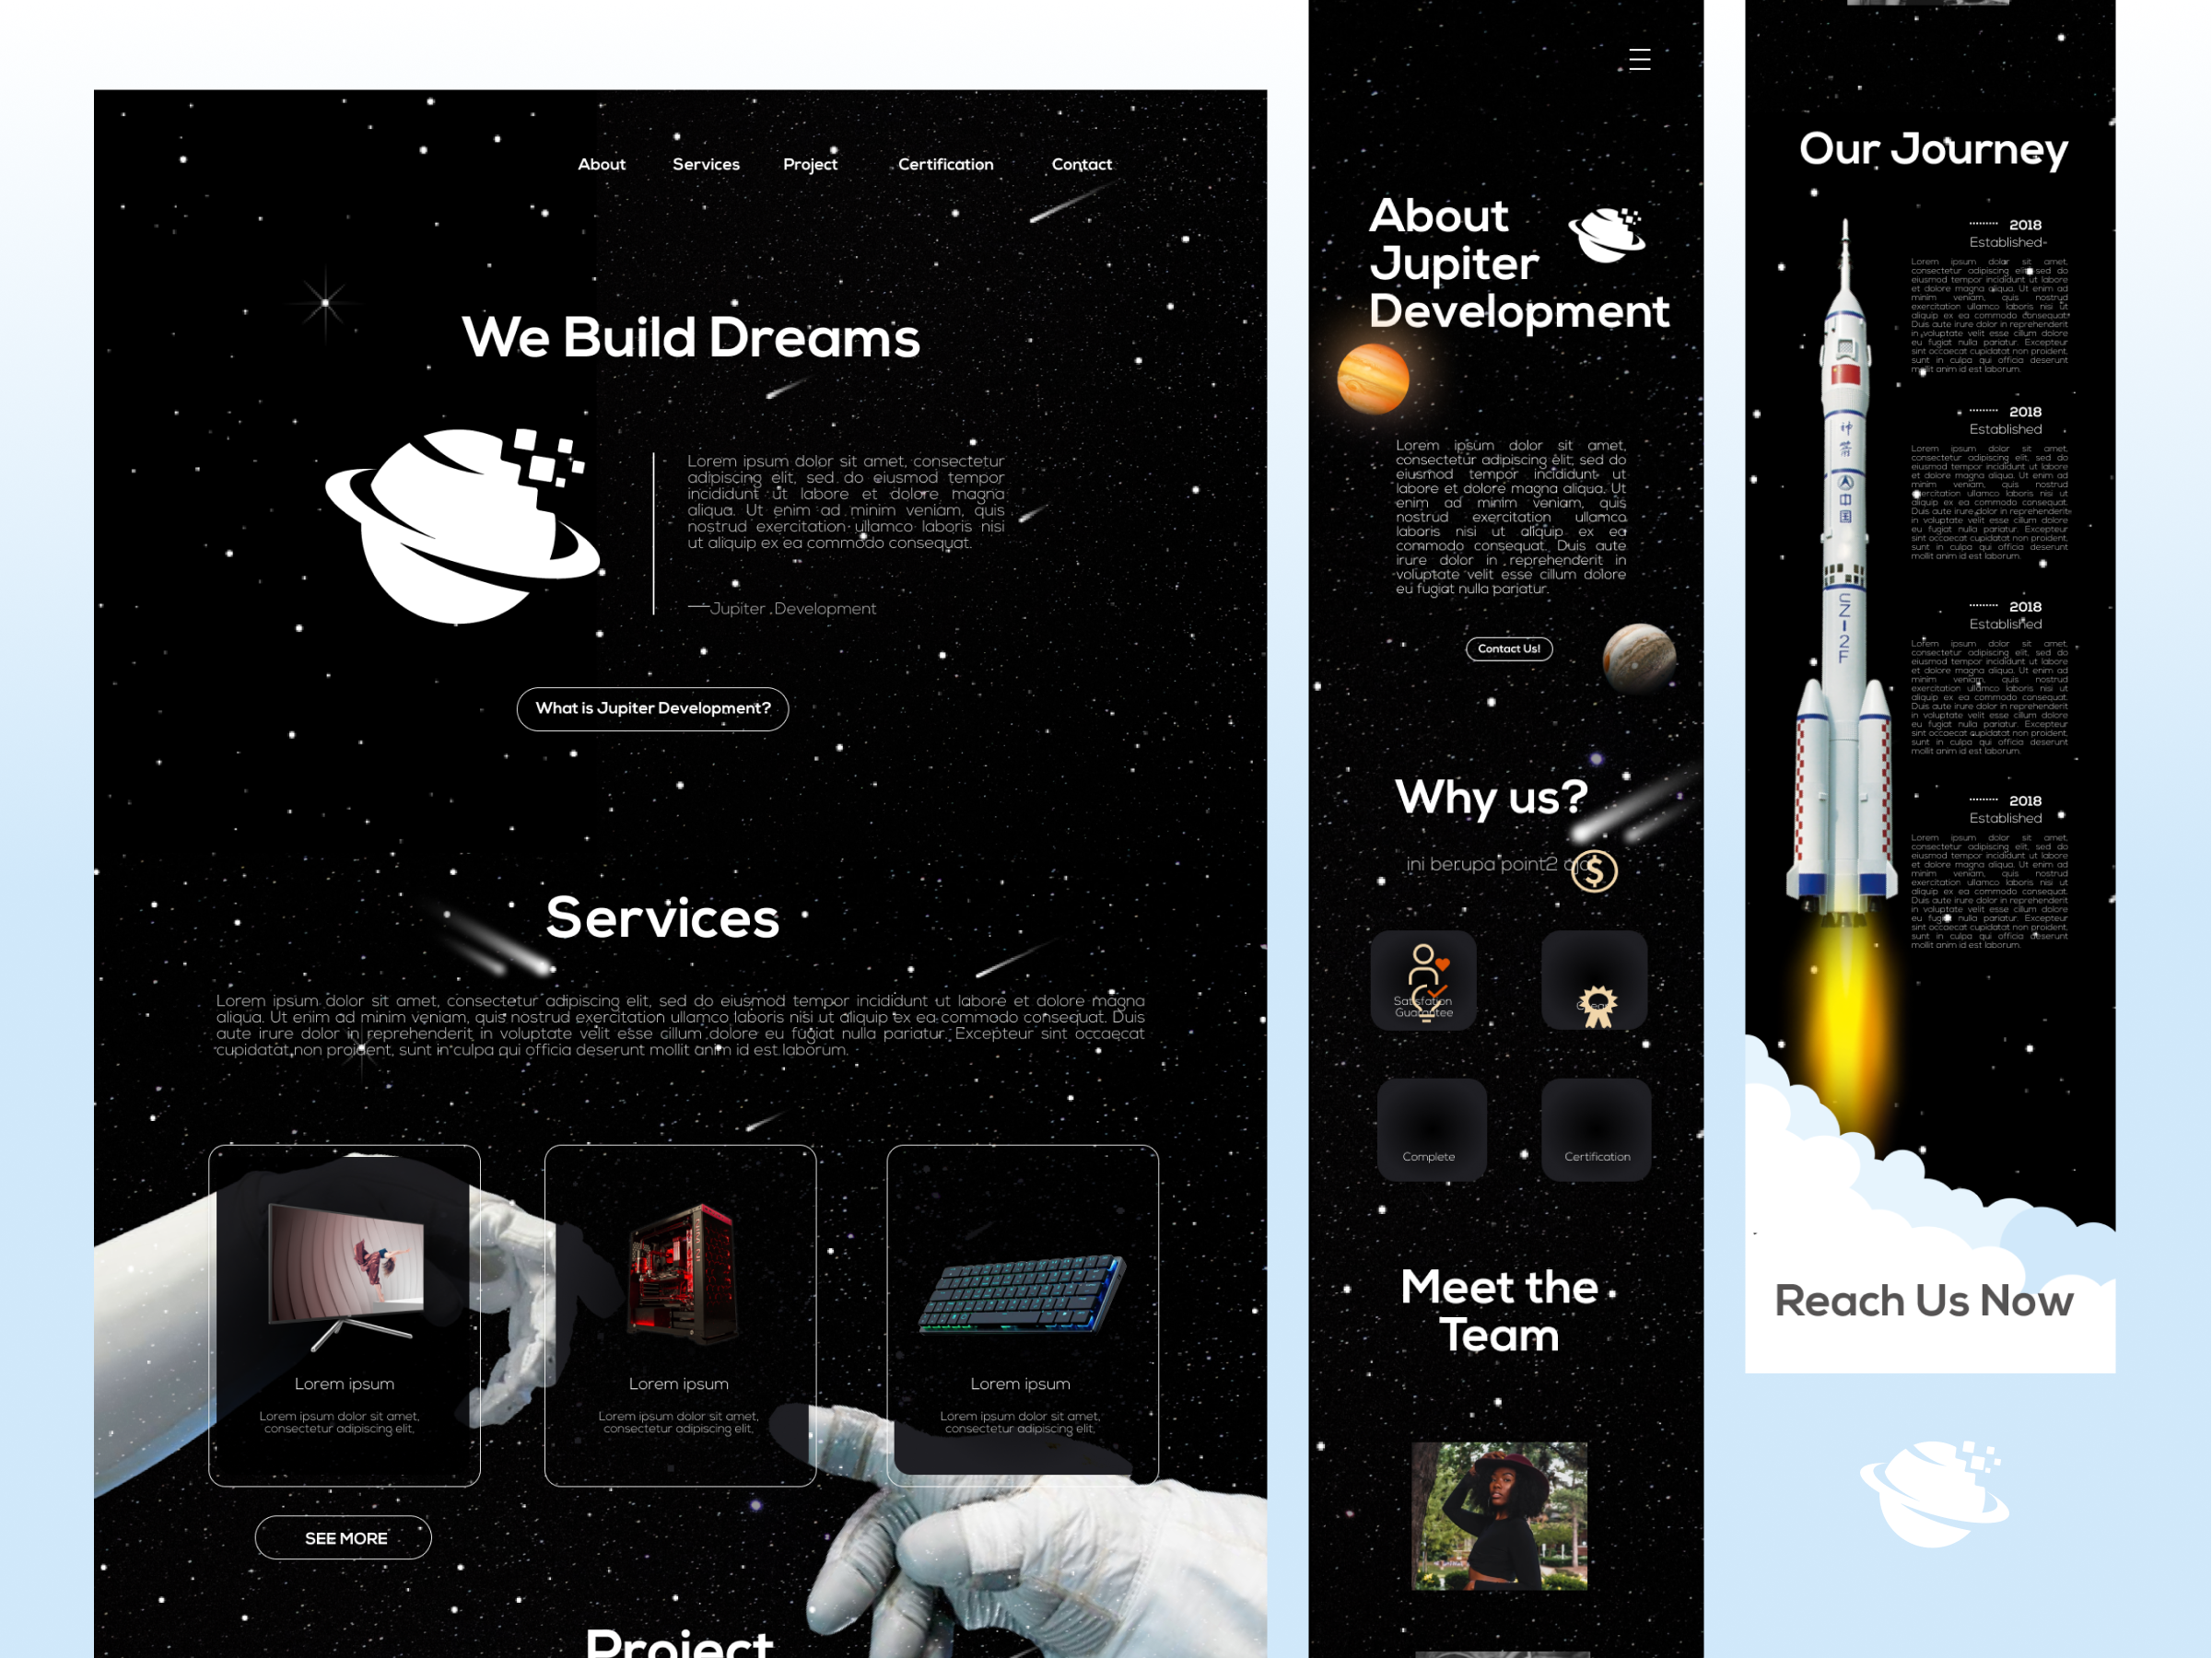 About Services Project Certification Contact
We Build Dreams
Lorem ipsum dolor sit amet, consectetur
adipiscing elit, sed do eiusmod tempor
incididunt ut labore et dolore magna
aliqua. Ut enim ad minim veniam, quis
nostrud exercitation ullamco laboris nisi
ut aliquip ex ea commodo consequat.
—Jupiter Development
What is Jupiter Development?
Services
Lorem ipsum dolor sit amet, consectetur adipiscing elit, sed do eiusmod tempor incididunt ut labore et dolore magna
aliqua. Ut enim ad minim veniam, quis nostrud exercitation ullamco laboris nisi ut aliquip ex ea commodo consequat. Duis
aute irure dolor in reprehenderit in voluptate velit esse cillum dolore eu fugiat nulla pariatur. Excepteur sint occaecat
cupidatat non proident, sunt in culpa qui officia deserunt mollit anim id est laborum.
Lorem ipsum
Lorem ipsum dolor sit amet,
consectetur adipiscing elit,
Lorem ipsum
Lorem ipsum dolor sit amet,
consectetur adipiscing elit,
Lorem ipsum
Lorem ipsum dolor sit amet,
consectetur adipiscing elit,
SEE MORE
Project
About
Jupiter
Development
Lorem ipsum dolor sit amet,
consectetur adipiscing elit, sed do
eiusmod tempor incididunt ut
labore et dolore magna aliqua. Ut
enim ad minim veniam, quis
nostrud exercitation ullamco
laboris nisi ut aliquip ex ea
commodo consequat. Duis aute
irure dolor in reprehenderit in
voluptate velit esse cillum dolore
eu fugiat nulla pariatur.
Contact Us!
Why us?
ini berupa point2
$
Satisfation
Guarantee
Complete
Certification
Meet the
Team
Our Journey
2018
Established
Lorem ipsum dolor sit amet,
consectetur adipiscing elit, sed do
eiusmod tempor incididunt ut labore
et dolore magna aliqua. Ut enim ad
minim veniam, quis nostrud
exercitation ullamco laboris nisi ut
aliquip ex ea commodo consequat.
Duis aute irure dolor in reprehenderit
in voluptate velit esse cillum dolore
eu fugiat nulla pariatur. Excepteur
sint occaecat cupidatat non proident,
sunt in culpa qui officia deserunt
mollit anim id est laborum.
2018
Established
Lorem ipsum dolor sit amet,
consectetur adipiscing elit, sed do
eiusmod tempor incididunt ut labore
et dolore magna aliqua. Ut enim ad
minim veniam, quis nostrud
exercitation ullamco laboris nisi ut
aliquip ex ea commodo consequat.
Duis aute irure dolor in reprehenderit
in voluptate velit esse cillum dolore
eu fugiat nulla pariatur. Excepteur
sint occaecat cupidatat non proident,
sunt in culpa qui officia deserunt
mollit anim id est laborum.
2018
Established
Lorem ipsum dolor sit amet,
consectetur adipiscing elit, sed do
eiusmod tempor incididunt ut labore
et dolore magna aliqua. Ut enim ad
minim veniam, quis nostrud
exercitation ullamco laboris nisi ut
aliquip ex ea commodo consequat.
Duis aute irure dolor in reprehenderit
in voluptate velit esse cillum dolore
eu fugiat nulla pariatur. Excepteur
sint occaecat cupidatat non proident,
sunt in culpa qui officia deserunt
mollit anim id est laborum.
2018
Established
Lorem ipsum dolor sit amet,
consectetur adipiscing elit, sed do
eiusmod tempor incididunt ut labore
et dolore magna aliqua. Ut enim ad
minim veniam, quis nostrud
exercitation ullamco laboris nisi ut
aliquip ex ea commodo consequat.
Duis aute irure dolor in reprehenderit
in voluptate velit esse cillum dolore
eu fugiat nulla pariatur. Excepteur
sint occaecat cupidatat non proident,
sunt in culpa qui officia deserunt
mollit anim id est laborum.
神箭
中国
CZ-2F
Reach Us Now